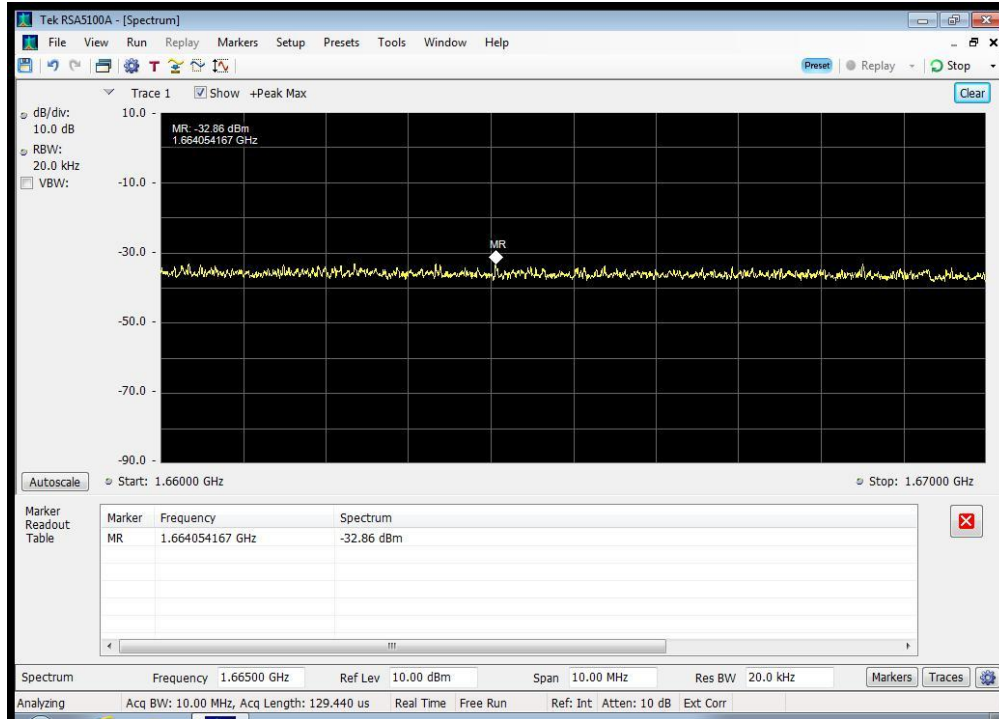 Tek RSA5100A - [Spectrum]
File View Run Replay Markers Setup Presets Tools Window Help
T
Preset Replay Stop
Trace 1 Show +Peak Max Clear
dB/div:
10.0 dB
RBW:
20.0 kHz
VBW:
10.0
MR: -32.86 dBm
1.664054167 GHz
-10.0
MR
-30.0
-50.0
-70.0
-90.0
Autoscale Start: 1.66000 GHz Stop: 1.67000 GHz
Marker Readout Table
Marker Frequency Spectrum
MR 1.664054167 GHz -32.86 dBm
Spectrum Frequency 1.66500 GHz Ref Lev 10.00 dBm Span 10.00 MHz Res BW 20.0 kHz Markers Traces
Analyzing Acq BW: 10.00 MHz, Acq Length: 129.440 us Real Time Free Run Ref: Int Atten: 10 dB Ext Corr